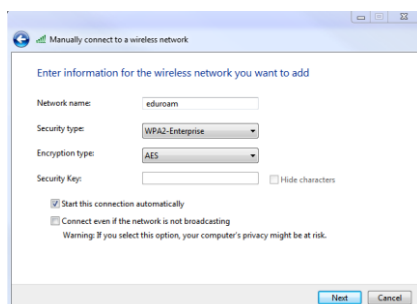 Manually connect to a wireless network
Enter information for the wireless network you want to add
Network name: eduroam
Security type: WPA2-Enterprise
Encryption type: AES
Security Key: Hide characters
Start this connection automatically
Connect even if the network is not broadcasting
Warning: If you select this option, your computer's privacy might be at risk.
Next Cancel